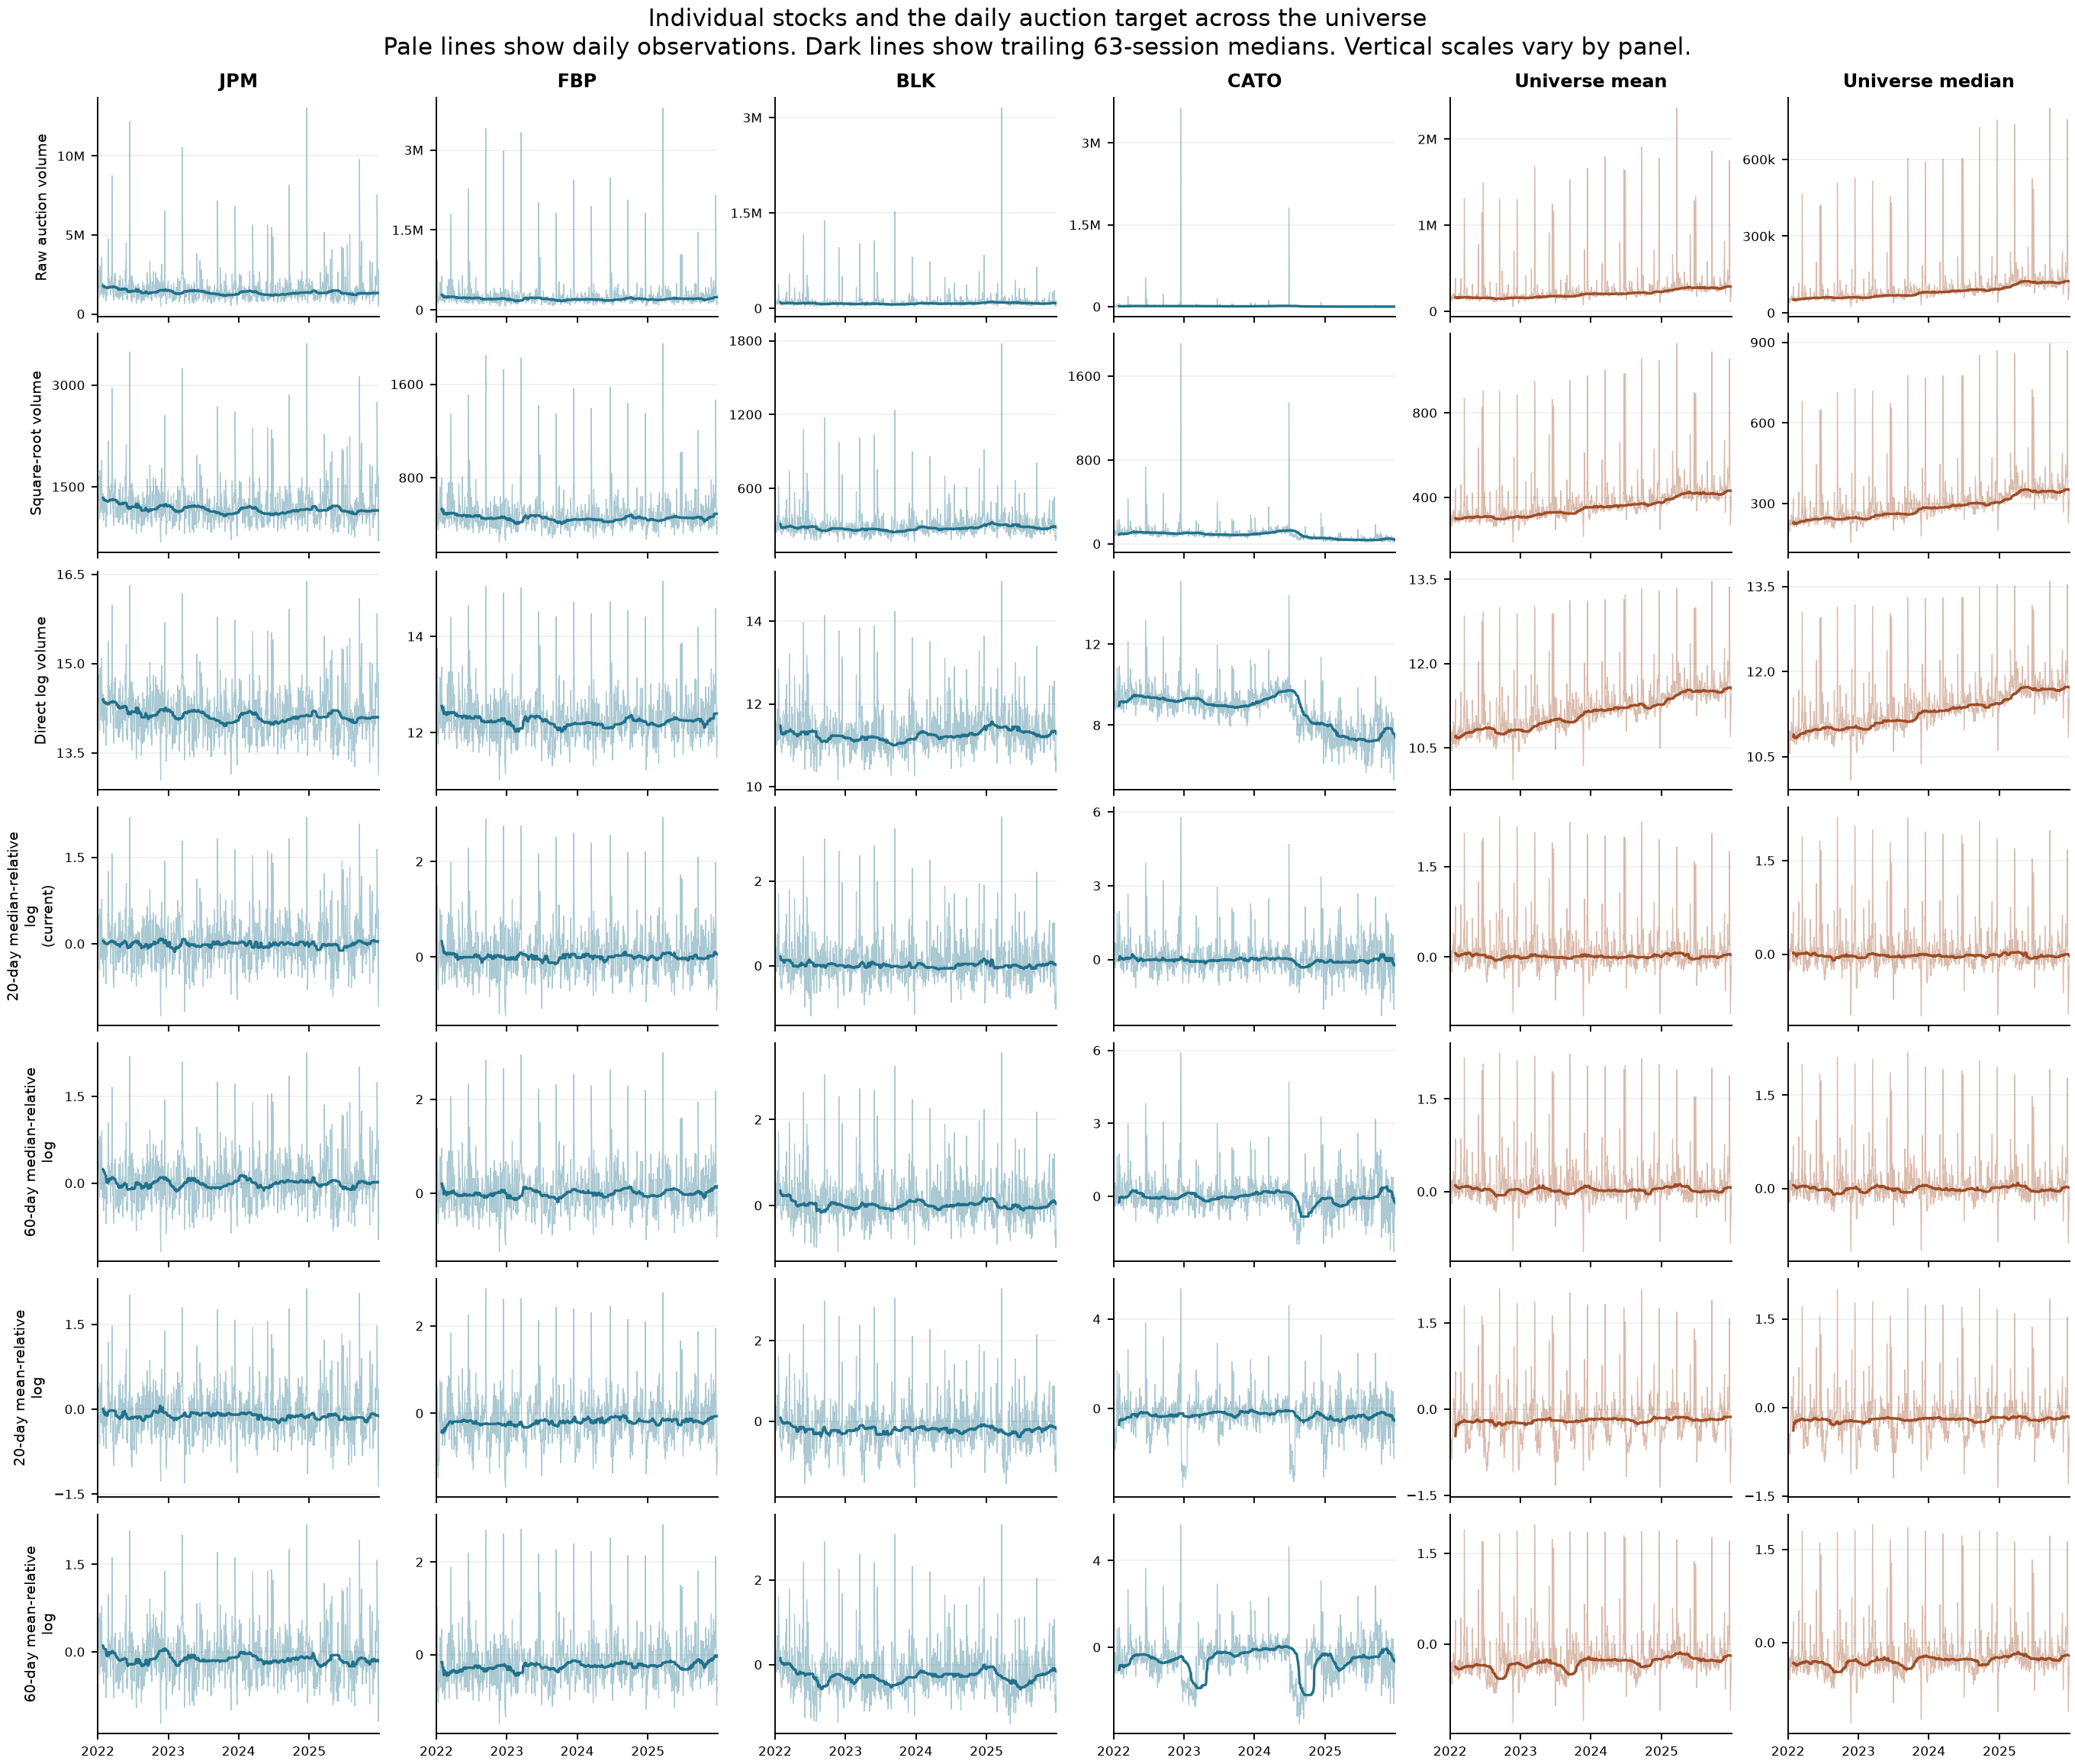 Individual stocks and the daily auction target across the universe
Pale lines show daily observations. Dark lines show trailing 63-session medians. Vertical scales vary by panel.
JPM
FBP
BLK
CATO
Universe mean
Universe median
Raw auction volume
10M
5M
0
3M
1.5M
0
3M
1.5M
0
3M
1.5M
0
2M
1M
0
600k
300k
0
Square-root volume
3000
1500
1600
800
1800
1200
600
1600
800
0
800
400
900
600
300
Direct log volume
16.5
15.0
13.5
14
12
14
12
10
12
8
13.5
12.0
10.5
13.5
12.0
10.5
20-day median-relative
log
(current)
1.5
0.0
2
0
2
0
6
3
0
1.5
0.0
1.5
0.0
60-day median-relative
log
1.5
0.0
2
0
2
0
6
3
0
1.5
0.0
1.5
0.0
20-day mean-relative
log
1.5
0.0
−1.5
2
0
2
0
4
0
1.5
0.0
−1.5
1.5
0.0
−1.5
60-day mean-relative
log
1.5
0.0
2
0
2
0
4
0
1.5
0.0
1.5
0.0
2022 2023 2024 2025
2022 2023 2024 2025
2022 2023 2024 2025
2022 2023 2024 2025
2022 2023 2024 2025
2022 2023 2024 2025